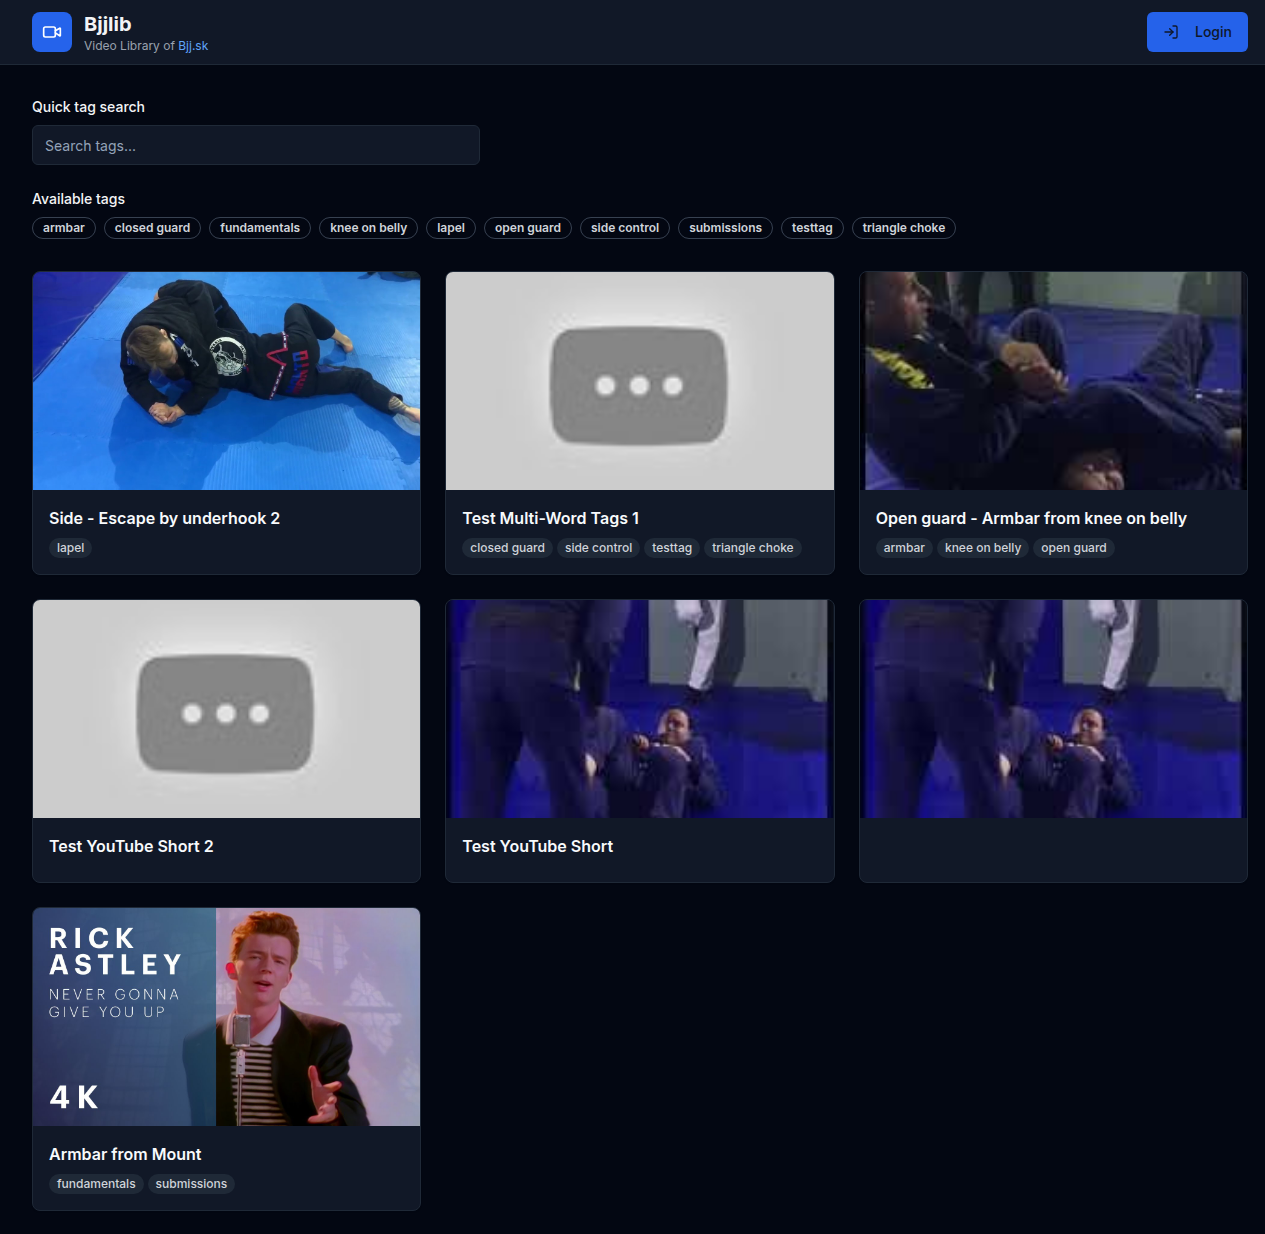 Bjjlib
Video Library of Bjj.sk
Login
Quick tag search
Search tags...
Available tags
armbar closed guard fundamentals knee on belly lapel open guard side control submissions testtag triangle choke
Side - Escape by underhook 2
lapel
Test Multi-Word Tags 1
closed guard side control testtag triangle choke
Open guard - Armbar from knee on belly
armbar knee on belly open guard
Test YouTube Short 2
Test YouTube Short
RICK
ASTLEY
NEVER GONNA
GIVE YOU UP
4K
Armbar from Mount
fundamentals submissions